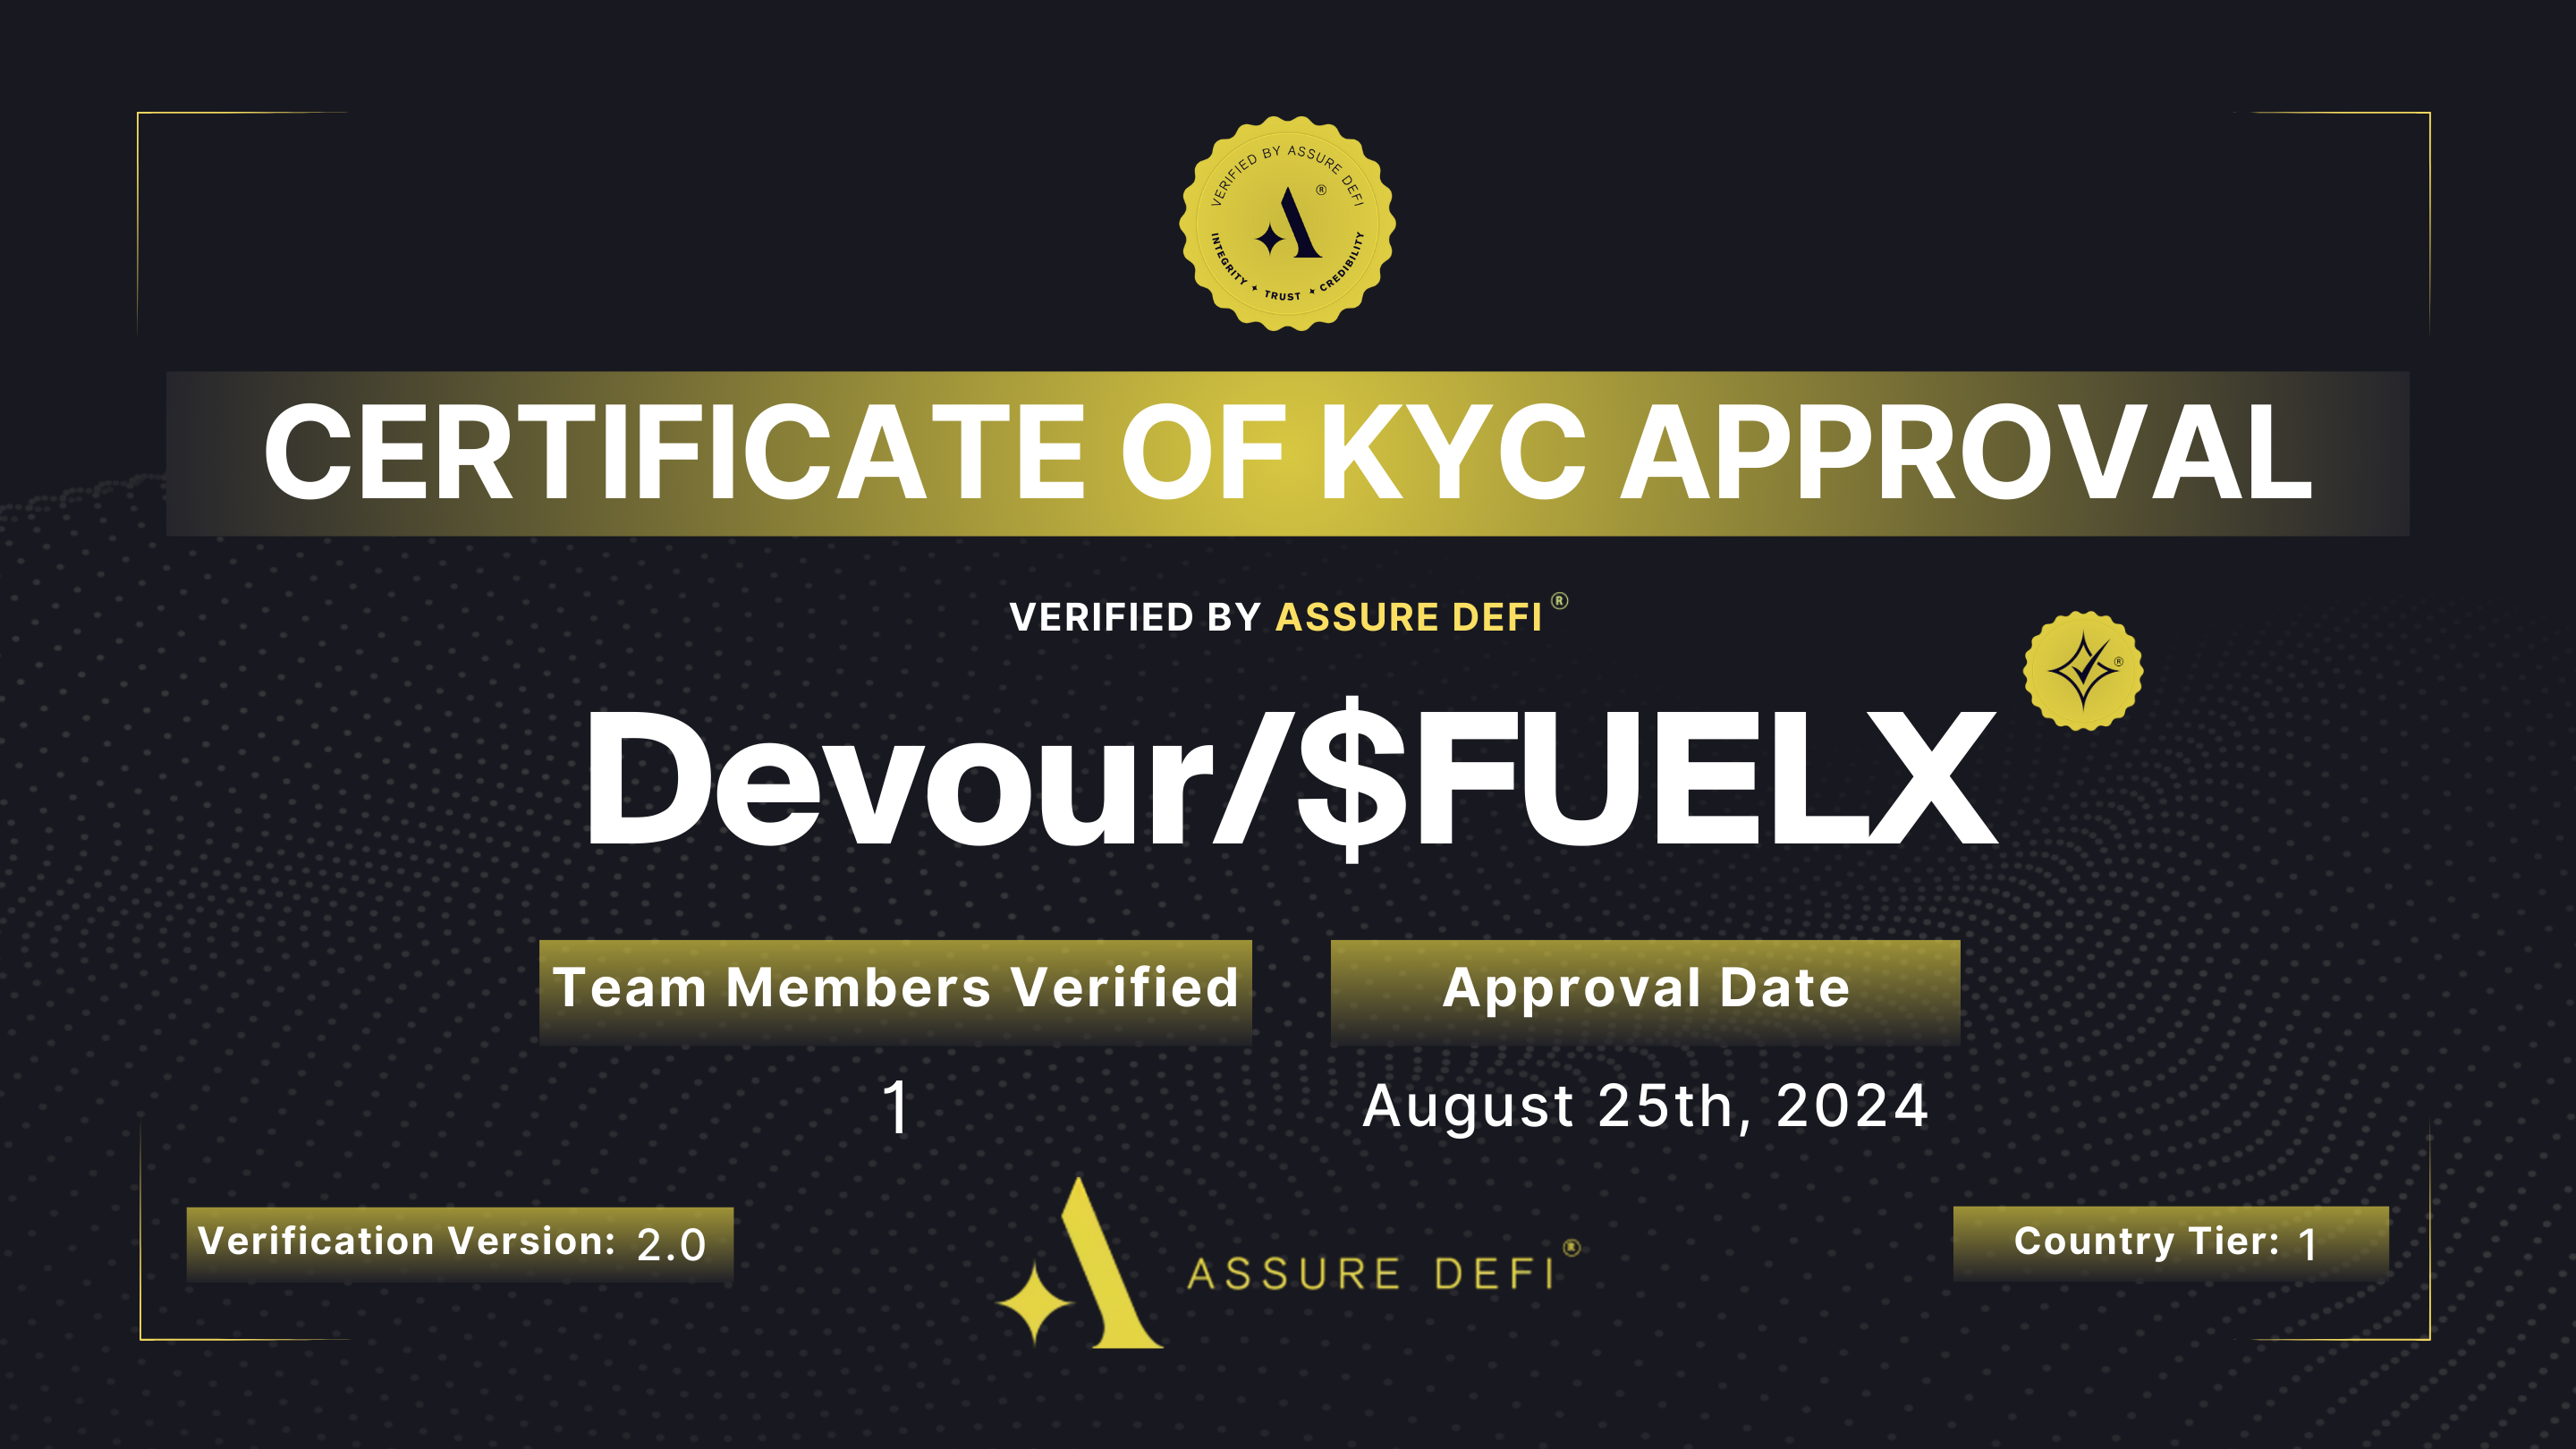 VERIFIED BY ASSURE DEFI
®
INTEGRITY ✦ TRUST ✦ CREDIBILITY
CERTIFICATE OF KYC APPROVAL
VERIFIED BY ASSURE DEFI®
®
Devour/$FUELX
Team Members Verified
1
Approval Date
August 25th, 2024
Verification Version: 2.0
ASSURE DEFI®
Country Tier: 1